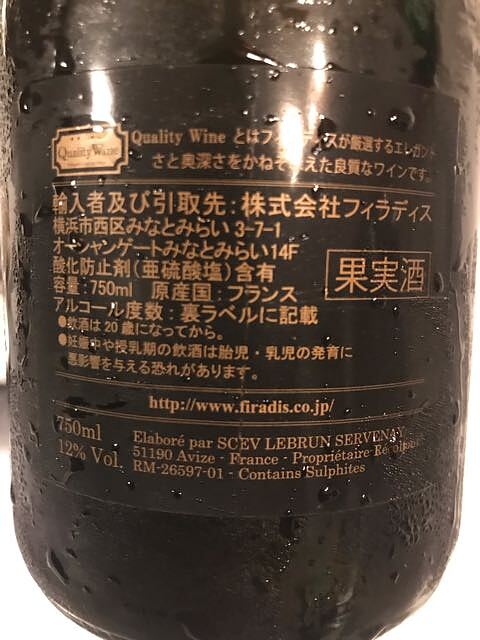 Quality Wine
Quality Wine とはフィラディスが厳選するエレガント
さと奥深さをかねそなえた良質なワインです。
輸入者及び引取先:株式会社フィラディス
横浜市西区みなとみらい 3-7-1
オーシャンゲートみなとみらい14F
酸化防止剤(亜硫酸塩)含有
容量:750ml 原産国:フランス
果実酒
アルコール度数:裏ラベルに記載
●飲酒は20歳になってから。
●妊娠中や授乳期の飲酒は胎児・乳児の発育に
悪影響を与える恐れがあります。
http://www.firadis.co.jp/
750ml
12% Vol.
Elaboré par SCEV LEBRUN SERVENAY
51190 Avize - France - Propriétaire
RM-26597-01 - Contains Sulphites